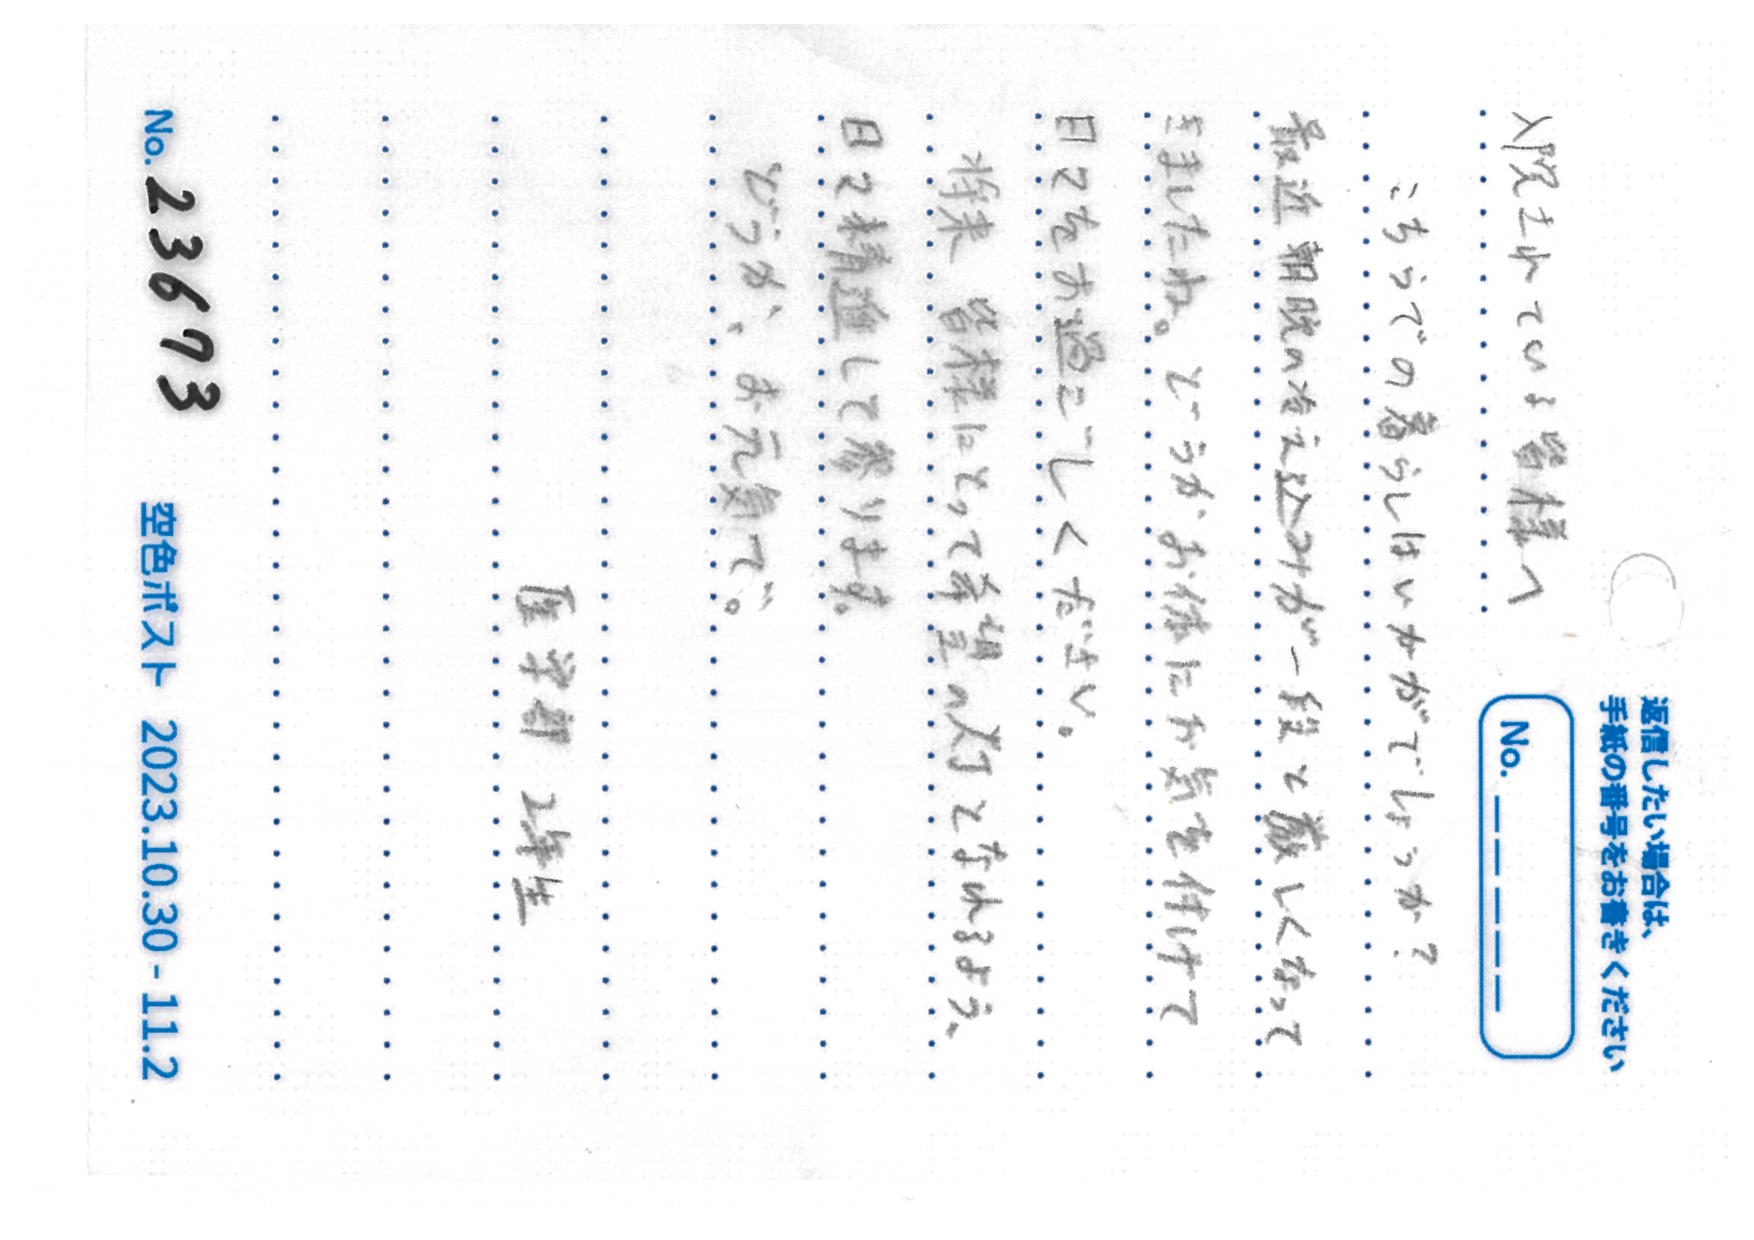 返信したい場合は、
手紙の番号をお書きください
No. _ _ _ _ _
入院されている皆様へ
こちらでの暮らしはいかがでしょうか?
最近朝晩の冷え込みが一段と厳しくなって
きましたね。どうかお体にお気を付けて
日々をお過ごしください。
将来 皆様にとって希望の灯となれるよう、
日々精進して参ります。
どうか、お元気で。
医学部 2年生
No. 23673
空色ポスト 2023.10.30 - 11.2